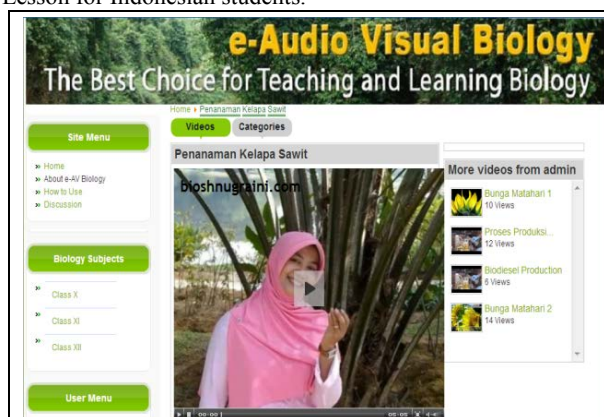 Lesson for Indonesian students.
e-Audio Visual Biology
The Best Choice for Teaching and Learning Biology
Home Penanaman Kelapa Sawit
Videos Categories
Site Menu
Home
About e-AV Biology
How to Use
Discussion
Biology Subjects
Class X
Class XI
Class XII
User Menu
Penanaman Kelapa Sawit
bioshnugraini.com
00:00
05:05
More videos from admin
Bunga Matahari 1
10 Views
Proses Produksi...
12 Views
Biodiesel Production
6 Views
Bunga Matahari 2
14 Views